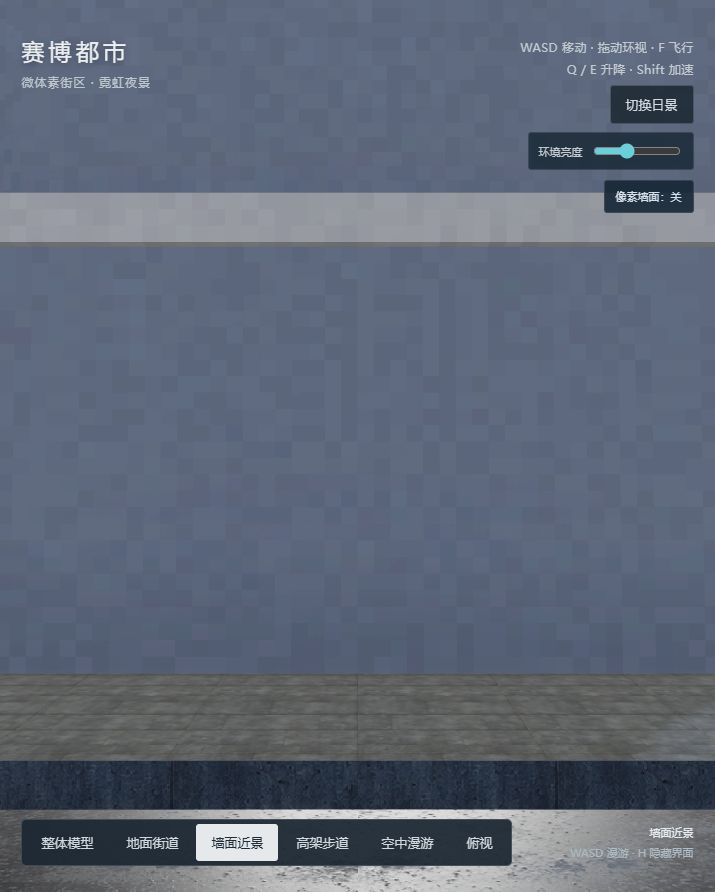 赛博都市
微体素街区 · 霓虹夜景
WASD 移动 · 拖动环视 · F 飞行
Q / E 升降 · Shift 加速
切换日景
环境亮度
像素墙面：关
整体模型 地面街道 墙面近景 高架步道 空中漫游 俯视
墙面近景
WASD 漫游 · H 隐藏界面